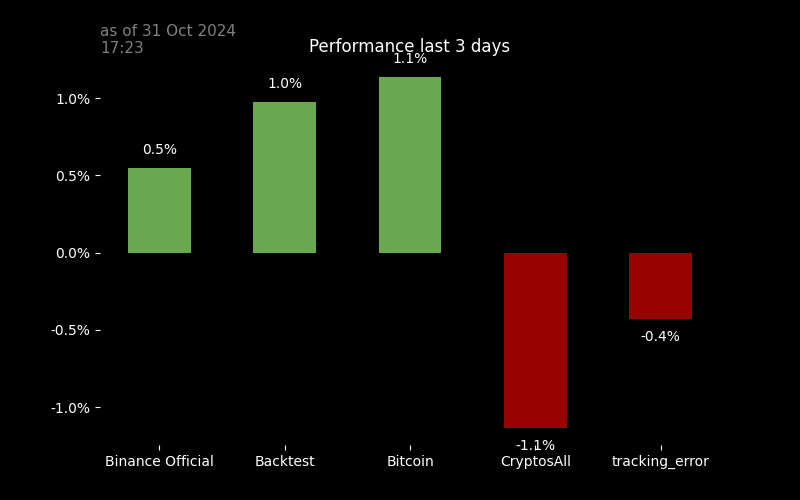 as of 31 Oct 2024
17:23
Performance last 3 days
1.1%
1.0%
1.0%
0.5%
0.5%
0.0%
-0.5%
-0.4%
-1.0%
-1.1%
Binance Official
Backtest
Bitcoin
CryptosAll
tracking_error